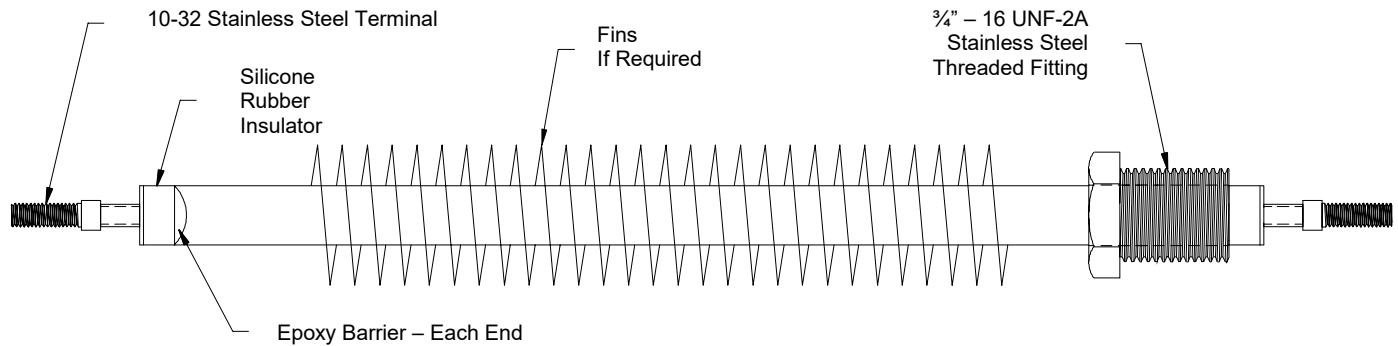 10-32 Stainless Steel Terminal
Silicone
Rubber
Insulator
Fins
If Required
¾” – 16 UNF-2A
Stainless Steel
Threaded Fitting
Epoxy Barrier – Each End